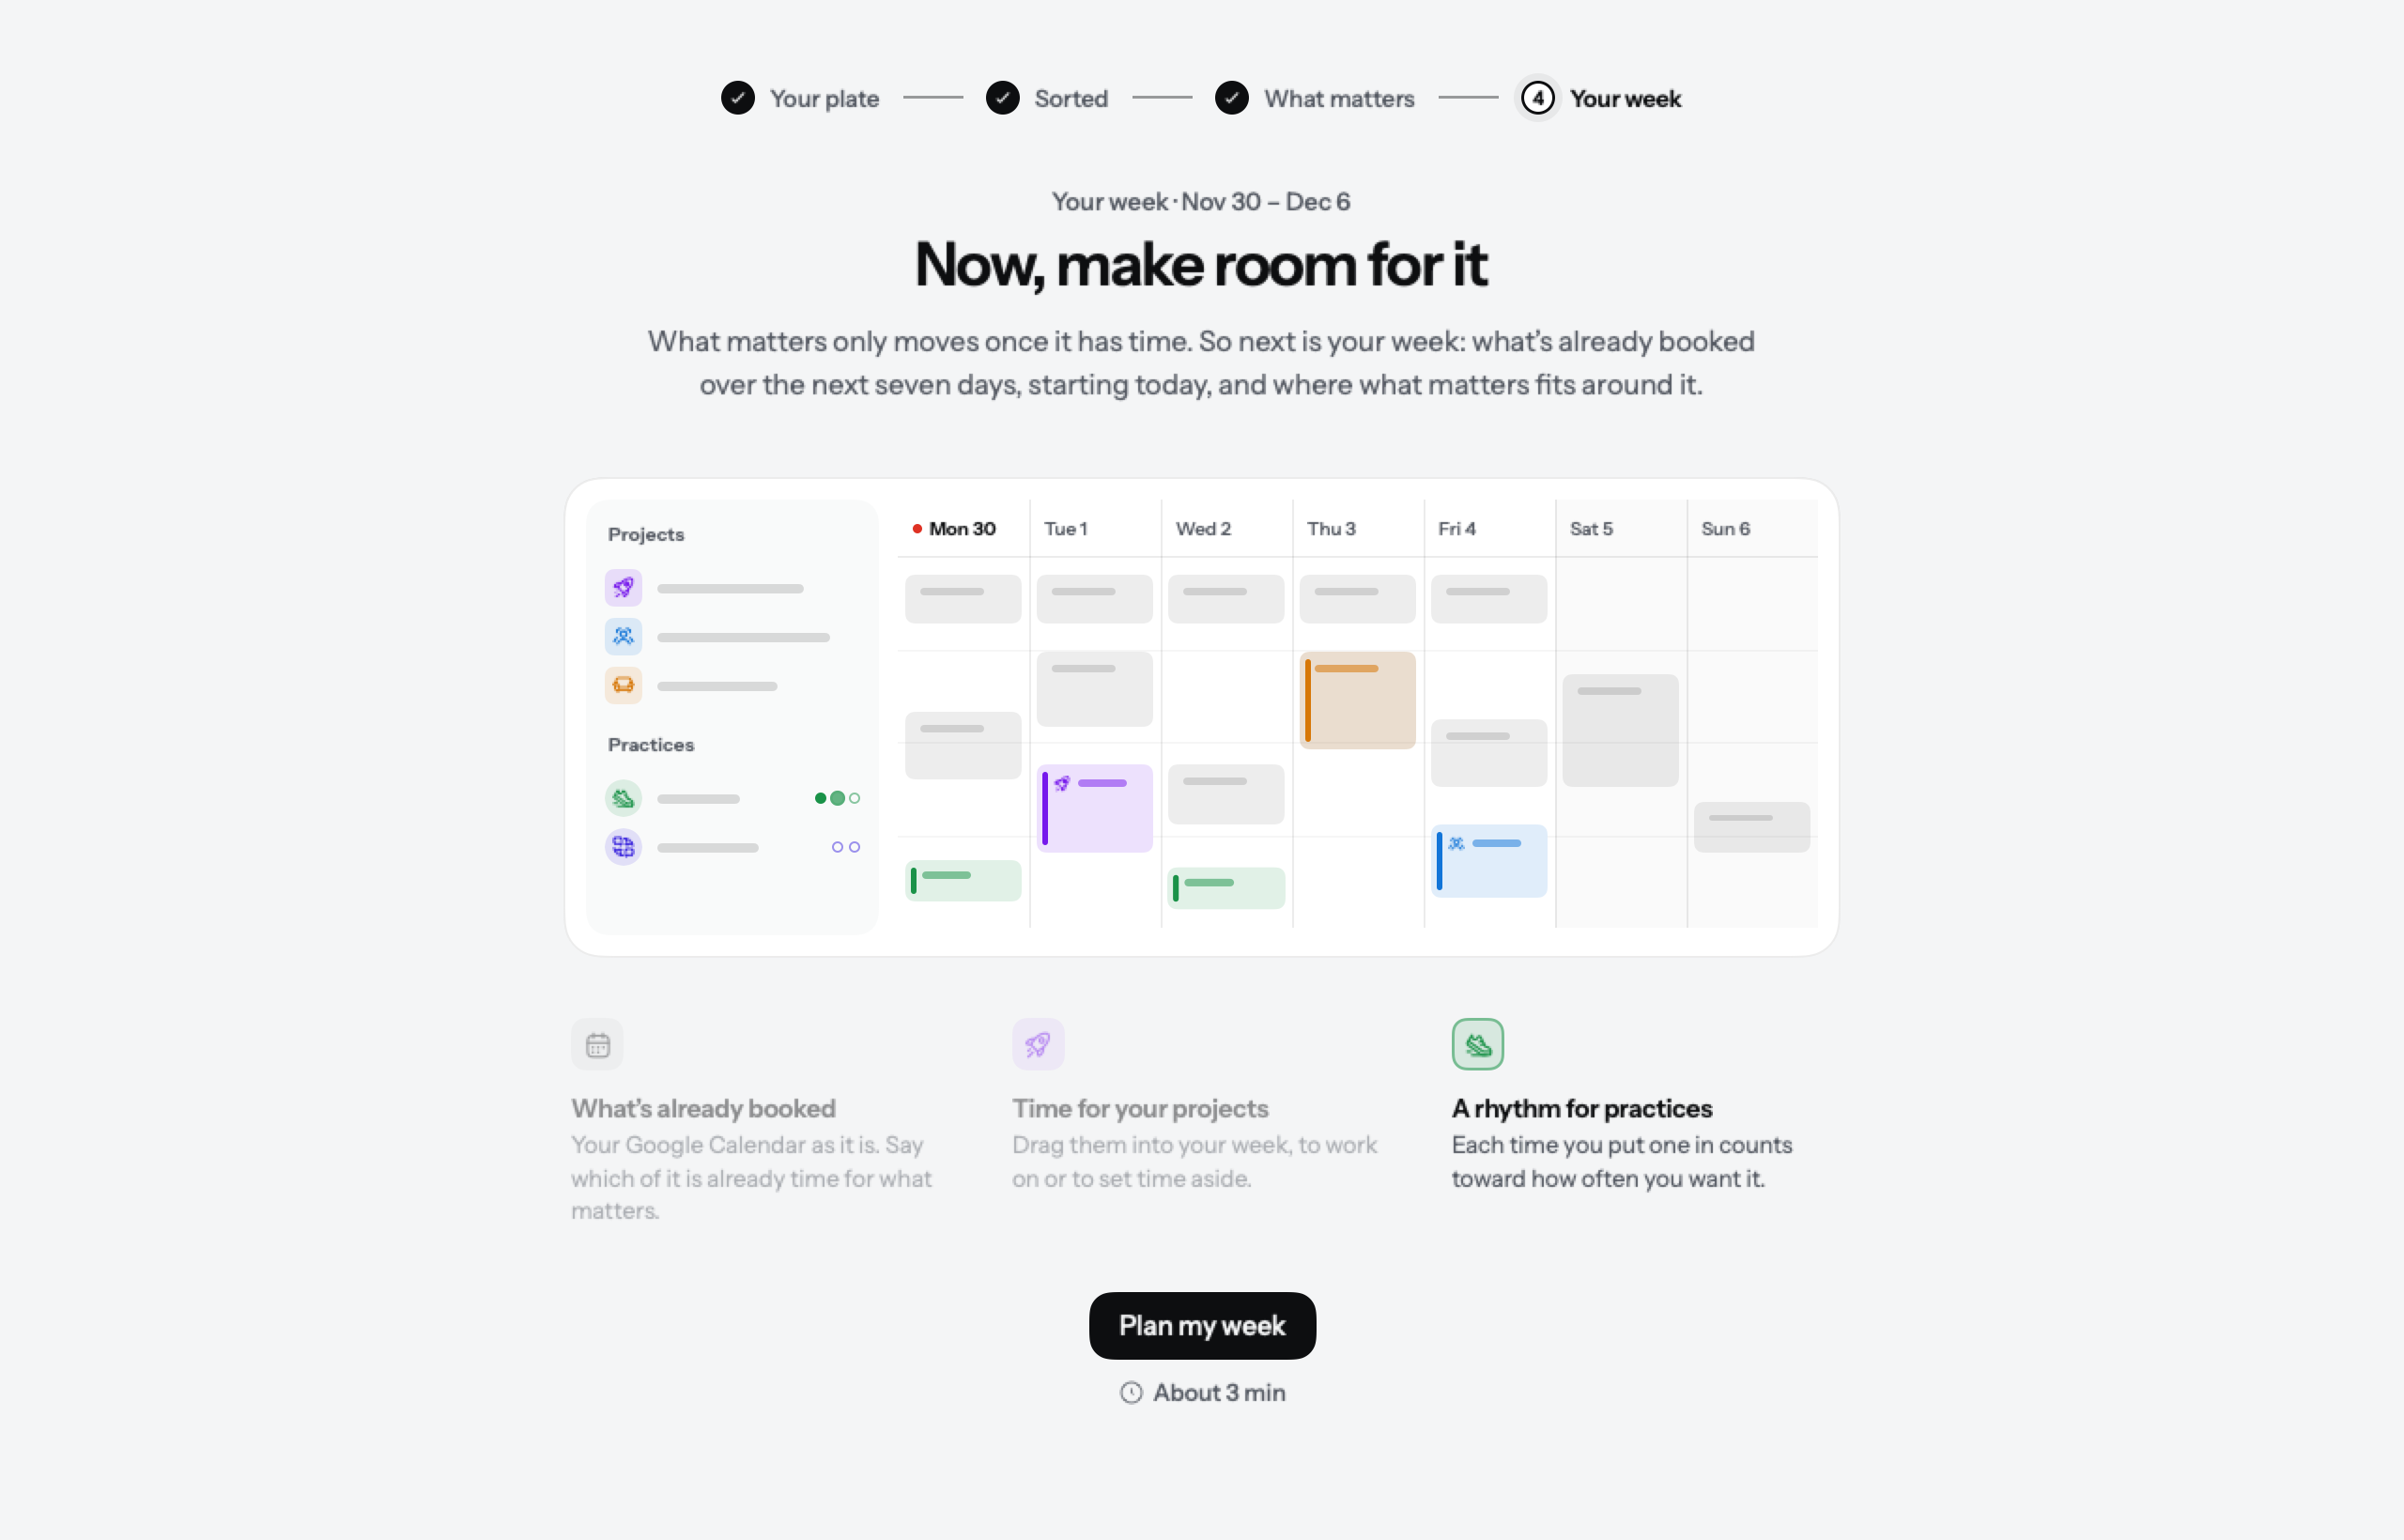 Your plate
Sorted
What matters
4 Your week
Your week · Nov 30 – Dec 6
Now, make room for it
What matters only moves once it has time. So next is your week: what’s already booked
over the next seven days, starting today, and where what matters fits around it.
Projects
Practices
Mon 30
Tue 1
Wed 2
Thu 3
Fri 4
Sat 5
Sun 6
What’s already booked
Your Google Calendar as it is. Say
which of it is already time for what
matters.
Time for your projects
Drag them into your week, to work
on or to set time aside.
A rhythm for practices
Each time you put one in counts
toward how often you want it.
Plan my week
About 3 min